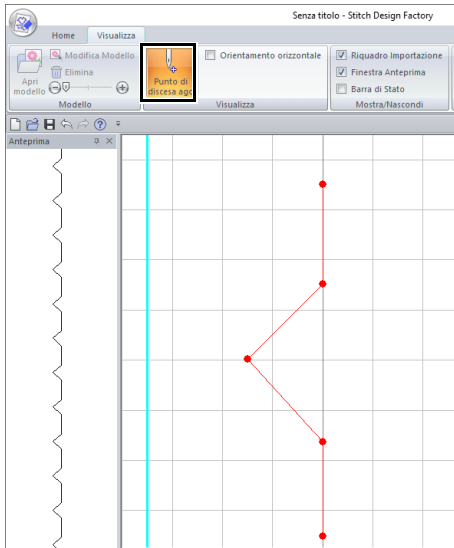 Senza titolo - Stitch Design Factory
Home Visualizza
Apri
modello
Modifica Modello
Elimina
Modello
Punto di
discesa ago
Orientamento orizzontale
Visualizza
Riquadro Importazione
Finestra Anteprima
Barra di Stato
Mostra/Nascondi
Anteprima